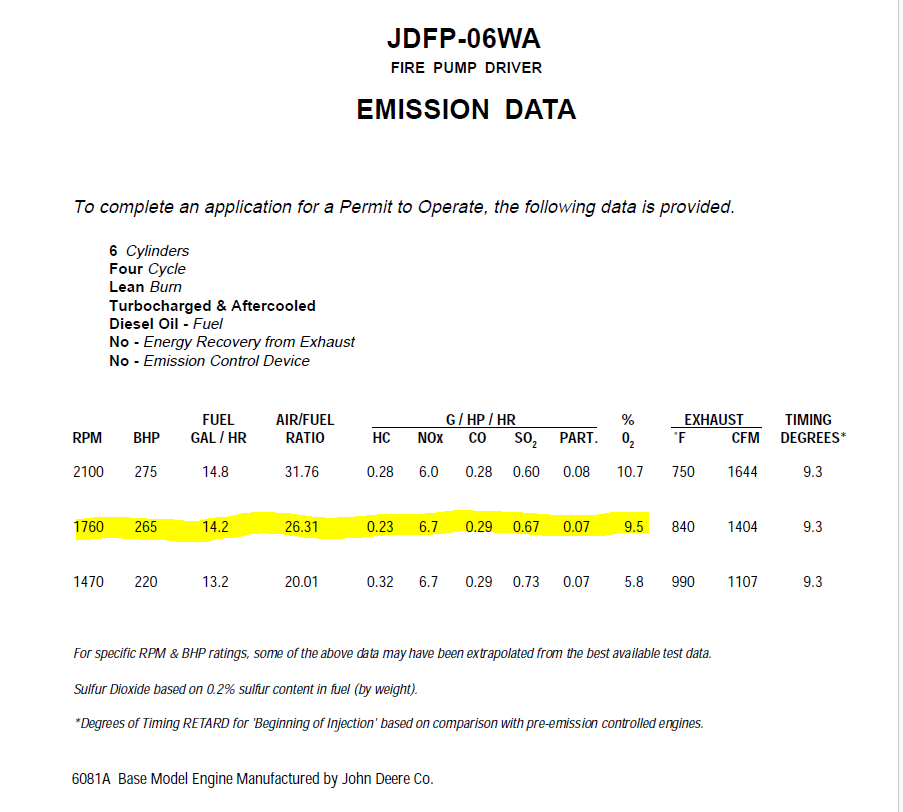 JDFP-06WA
FIRE PUMP DRIVER
EMISSION DATA
To complete an application for a Permit to Operate, the following data is provided.
6 Cylinders
Four Cycle
Lean Burn
Turbocharged & Aftercooled
Diesel Oil - Fuel
No - Energy Recovery from Exhaust
No - Emission Control Device
FUEL AIR/FUEL G / HP / HR % EXHAUST TIMING
RPM BHP GAL / HR RATIO HC NOx CO SO2 PART. 02 °F CFM DEGREES*
2100 275 14.8 31.76 0.28 6.0 0.28 0.60 0.08 10.7 750 1644 9.3
1760 265 14.2 26.31 0.23 6.7 0.29 0.67 0.07 9.5 840 1404 9.3
1470 220 13.2 20.01 0.32 6.7 0.29 0.73 0.07 5.8 990 1107 9.3
For specific RPM & BHP ratings, some of the above data may have been extrapolated from the best available test data.
Sulfur Dioxide based on 0.2% sulfur content in fuel (by weight).
*Degrees of Timing RETARD for 'Beginning of Injection' based on comparison with pre-emission controlled engines.
6081A Base Model Engine Manufactured by John Deere Co.